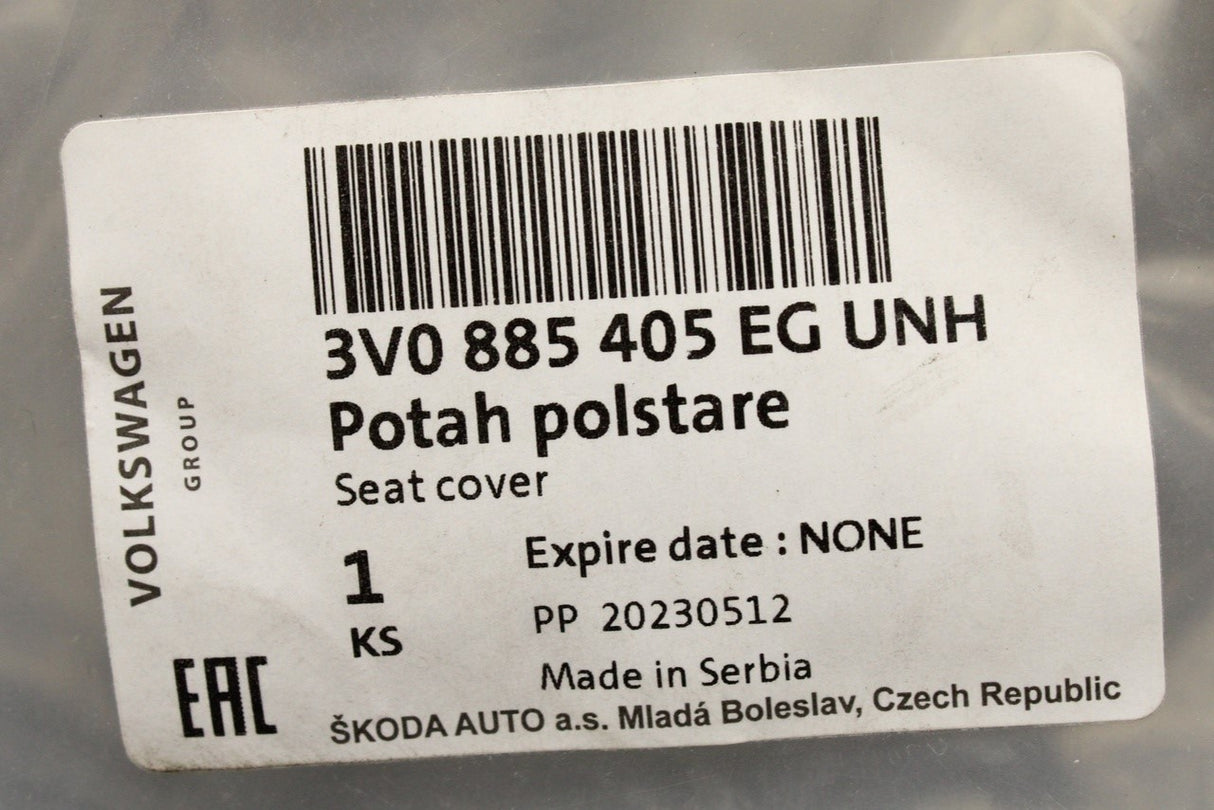 VOLKSWAGEN
GROUP
3V0 885 405 EG UNH
Potah polstare
Seat cover
1
KS
Expire date : NONE
PP 20230512
Made in Serbia
EAC
ŠKODA AUTO a.s. Mladá Boleslav, Czech Republic